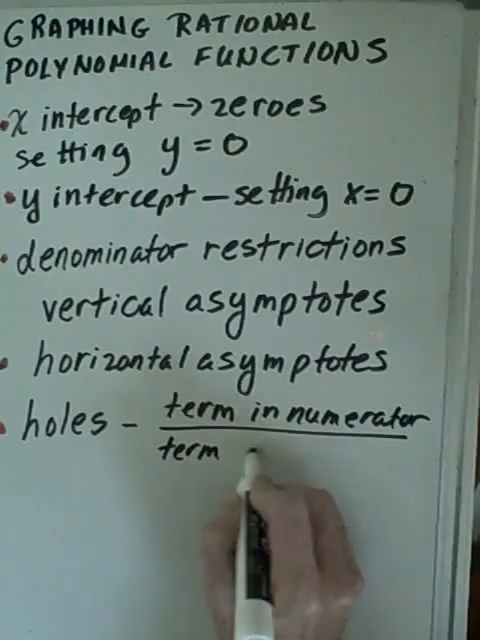 GRAPHING RATIONAL
POLYNOMIAL FUNCTIONS
• x intercept → zeroes
setting y = 0
• y intercept – setting x = 0
• denominator restrictions
vertical asymptotes
• horizontal asymptotes
• holes – term in numerator
term